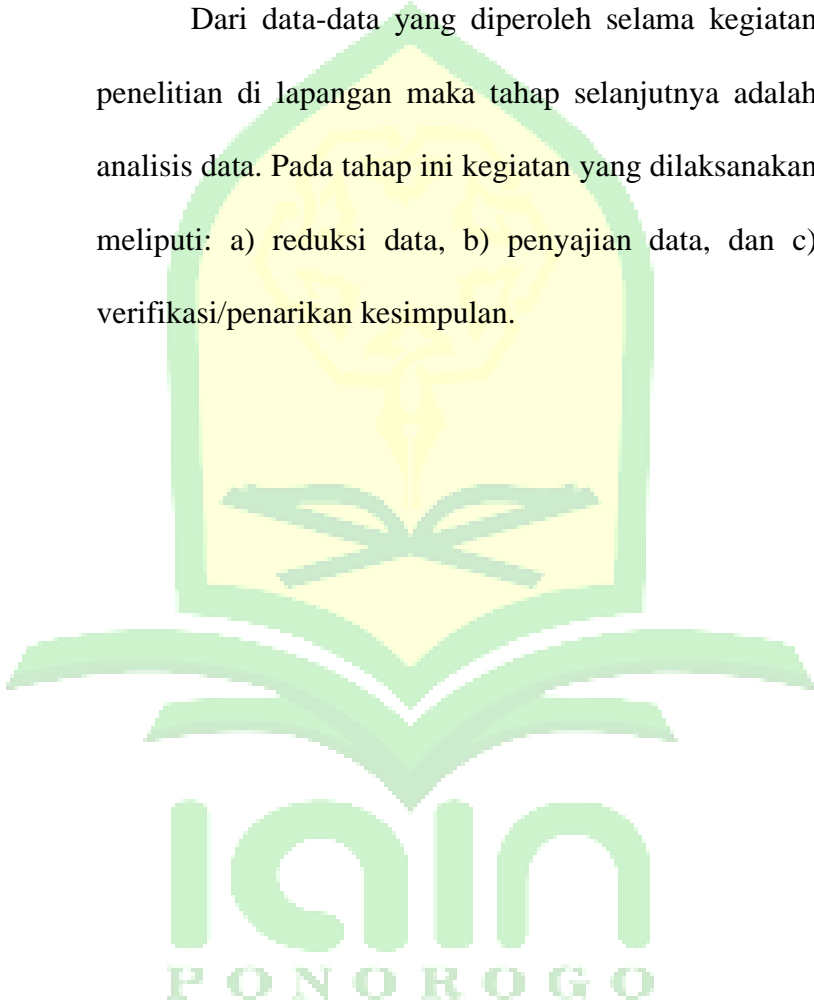 Dari data-data yang diperoleh selama kegiatan
penelitian di lapangan maka tahap selanjutnya adalah
analisis data. Pada tahap ini kegiatan yang dilaksanakan
meliputi: a) reduksi data, b) penyajian data, dan c)
verifikasi/penarikan kesimpulan.
iain
PONOROGO